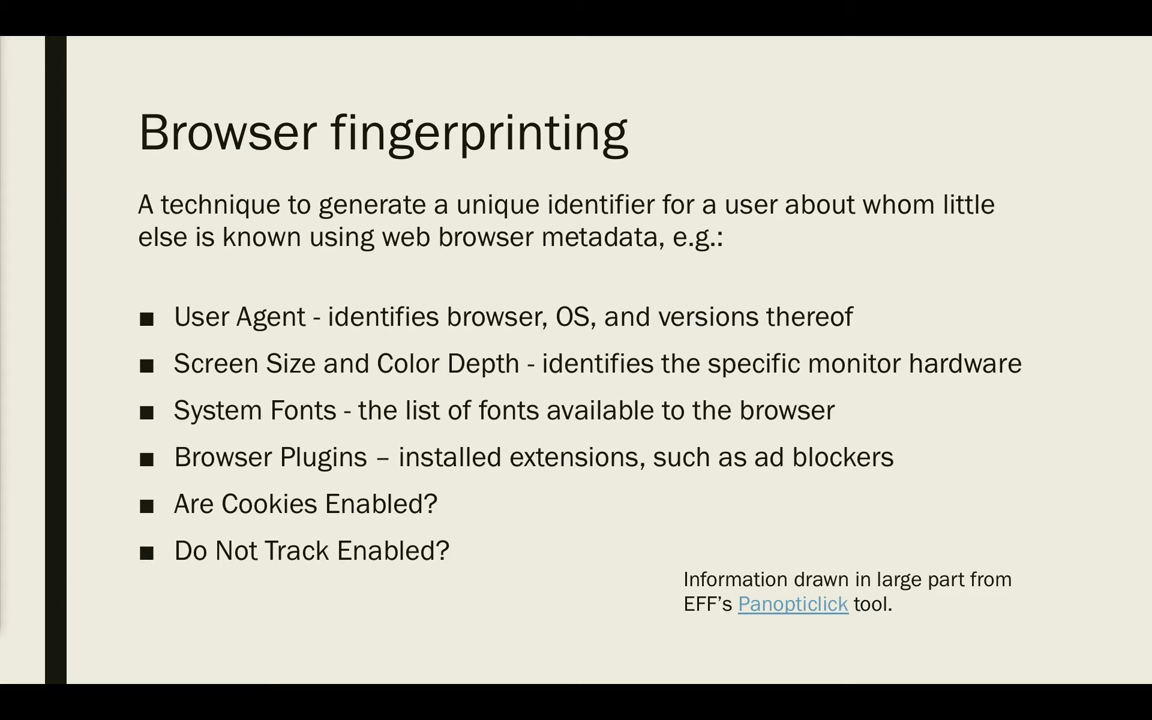 Browser fingerprinting
A technique to generate a unique identifier for a user about whom little
else is known using web browser metadata, e.g.:
■ User Agent - identifies browser, OS, and versions thereof
■ Screen Size and Color Depth - identifies the specific monitor hardware
■ System Fonts - the list of fonts available to the browser
■ Browser Plugins – installed extensions, such as ad blockers
■ Are Cookies Enabled?
■ Do Not Track Enabled?
Information drawn in large part from
EFF’s Panopticlick tool.